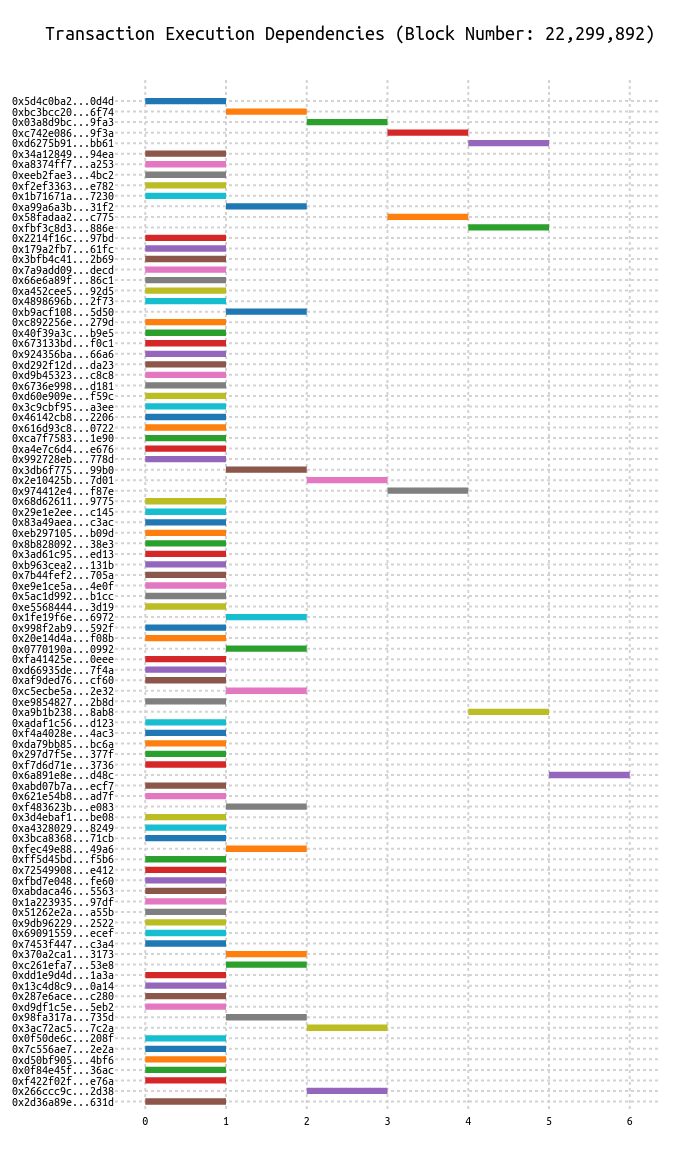 Transaction Execution Dependencies (Block Number: 22,299,892)
0x5d4c0ba2...0d4d
0xbc3bcc20...6f74
0x03a8d9bc...9fa3
0xc742e086...9f3a
0xd6275b91...bb61
0x34a12849...94ea
0xa8374ff7...a253
0xeeb2fae3...4bc2
0xf2ef3363...e782
0x1b71671a...7230
0xa99a6a3b...31f2
0x58fadaa2...c775
0xfbf3c8d3...886e
0x2214f16c...97bd
0x179a2fb7...61fc
0x3bfb4c41...2b69
0x7a9add09...decd
0x66e6a89f...86c1
0xa452cee5...92d5
0x4898696b...2f73
0xb9acf108...5d50
0xc892256e...279d
0x40f39a3c...b9e5
0x673133bd...f0c1
0x924356ba...66a6
0xd292f12d...da23
0xd9b45323...c8c8
0x6736e998...d181
0xd60e909e...f59c
0x3c9cbf95...a3ee
0x46142cb8...2206
0x616d93c8...0722
0xca7f7583...1e90
0xa4e7c6d4...e676
0x992728eb...778d
0x3db6f775...99b0
0x2e10425b...7d01
0x974412e4...f87e
0x68d62611...9775
0x29e1e2ee...c145
0x83a49aea...c3ac
0xeb297105...b09d
0x8b828092...38e3
0x3ad61c95...ed13
0xb963cea2...131b
0x7b44fef2...705a
0xe9e1ce5a...4e0f
0x5ac1d992...b1cc
0xe5568444...3d19
0x1fe19f6e...6972
0x998f2ab9...592f
0x20e14d4a...f08b
0x0770190a...0992
0xfa41425e...0eee
0xd66935de...7f4a
0xaf9ded76...cf60
0xc5ecbe5a...2e32
0xe9854827...2b8d
0xa9b1b238...8ab8
0xadaf1c56...d123
0xf4a4028e...4ac3
0xda79bb85...bc6a
0x297d7f5e...377f
0xf7d6d71e...3736
0x6a891e8e...d48c
0xabd07b7a...ecf7
0x621e54b8...ad7f
0xf483623b...e083
0x3d4ebaf1...be08
0xa4328029...8249
0x3bca8368...71cb
0xfec49e88...49a6
0xff5d45bd...f5b6
0x72549908...e412
0xfbd7e048...fe60
0xabdaca46...5563
0x1a223935...97df
0x51262e2a...a55b
0x9db96229...2522
0x69091559...ecef
0x7453f447...c3a4
0x370a2ca1...3173
0xc261efa7...53e8
0xdd1e9d4d...1a3a
0x13c4d8c9...0a14
0x287e6ace...c280
0xd9df1c5e...5eb2
0x98fa317a...735d
0x3ac72ac5...7c2a
0x0f50de6c...208f
0x7c556ae7...2e2a
0xd50bf905...4bf6
0x0f84e45f...36ac
0xf422f02f...e76a
0x266ccc9c...2d38
0x2d36a89e...631d
0 1 2 3 4 5 6